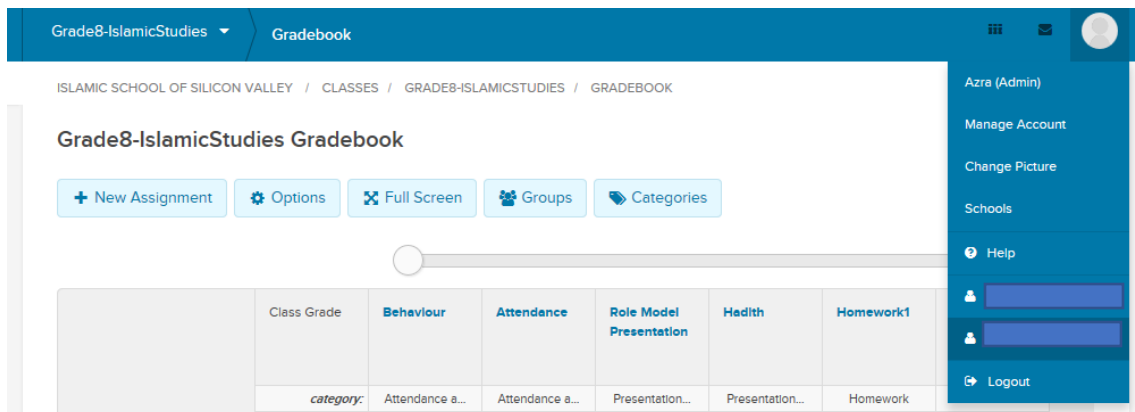 Grade8-IslamicStudies
Gradebook
ISLAMIC SCHOOL OF SILICON VALLEY / CLASSES / GRADE8-ISLAMICSTUDIES / GRADEBOOK
Grade8-IslamicStudies Gradebook
+ New Assignment
Options
Full Screen
Groups
Categories
Class Grade
Behaviour
Attendance
Role Model
Presentation
Hadith
Homework1
category:
Attendance a...
Attendance a...
Presentation...
Presentation...
Homework
Azra (Admin)
Manage Account
Change Picture
Schools
Help
Logout